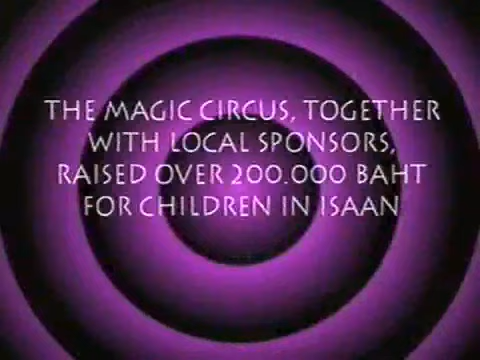 THE MAGIC CIRCUS, TOGETHER
WITH LOCAL SPONSORS,
RAISED OVER 200.000 BAHT
FOR CHILDREN IN ISAAN